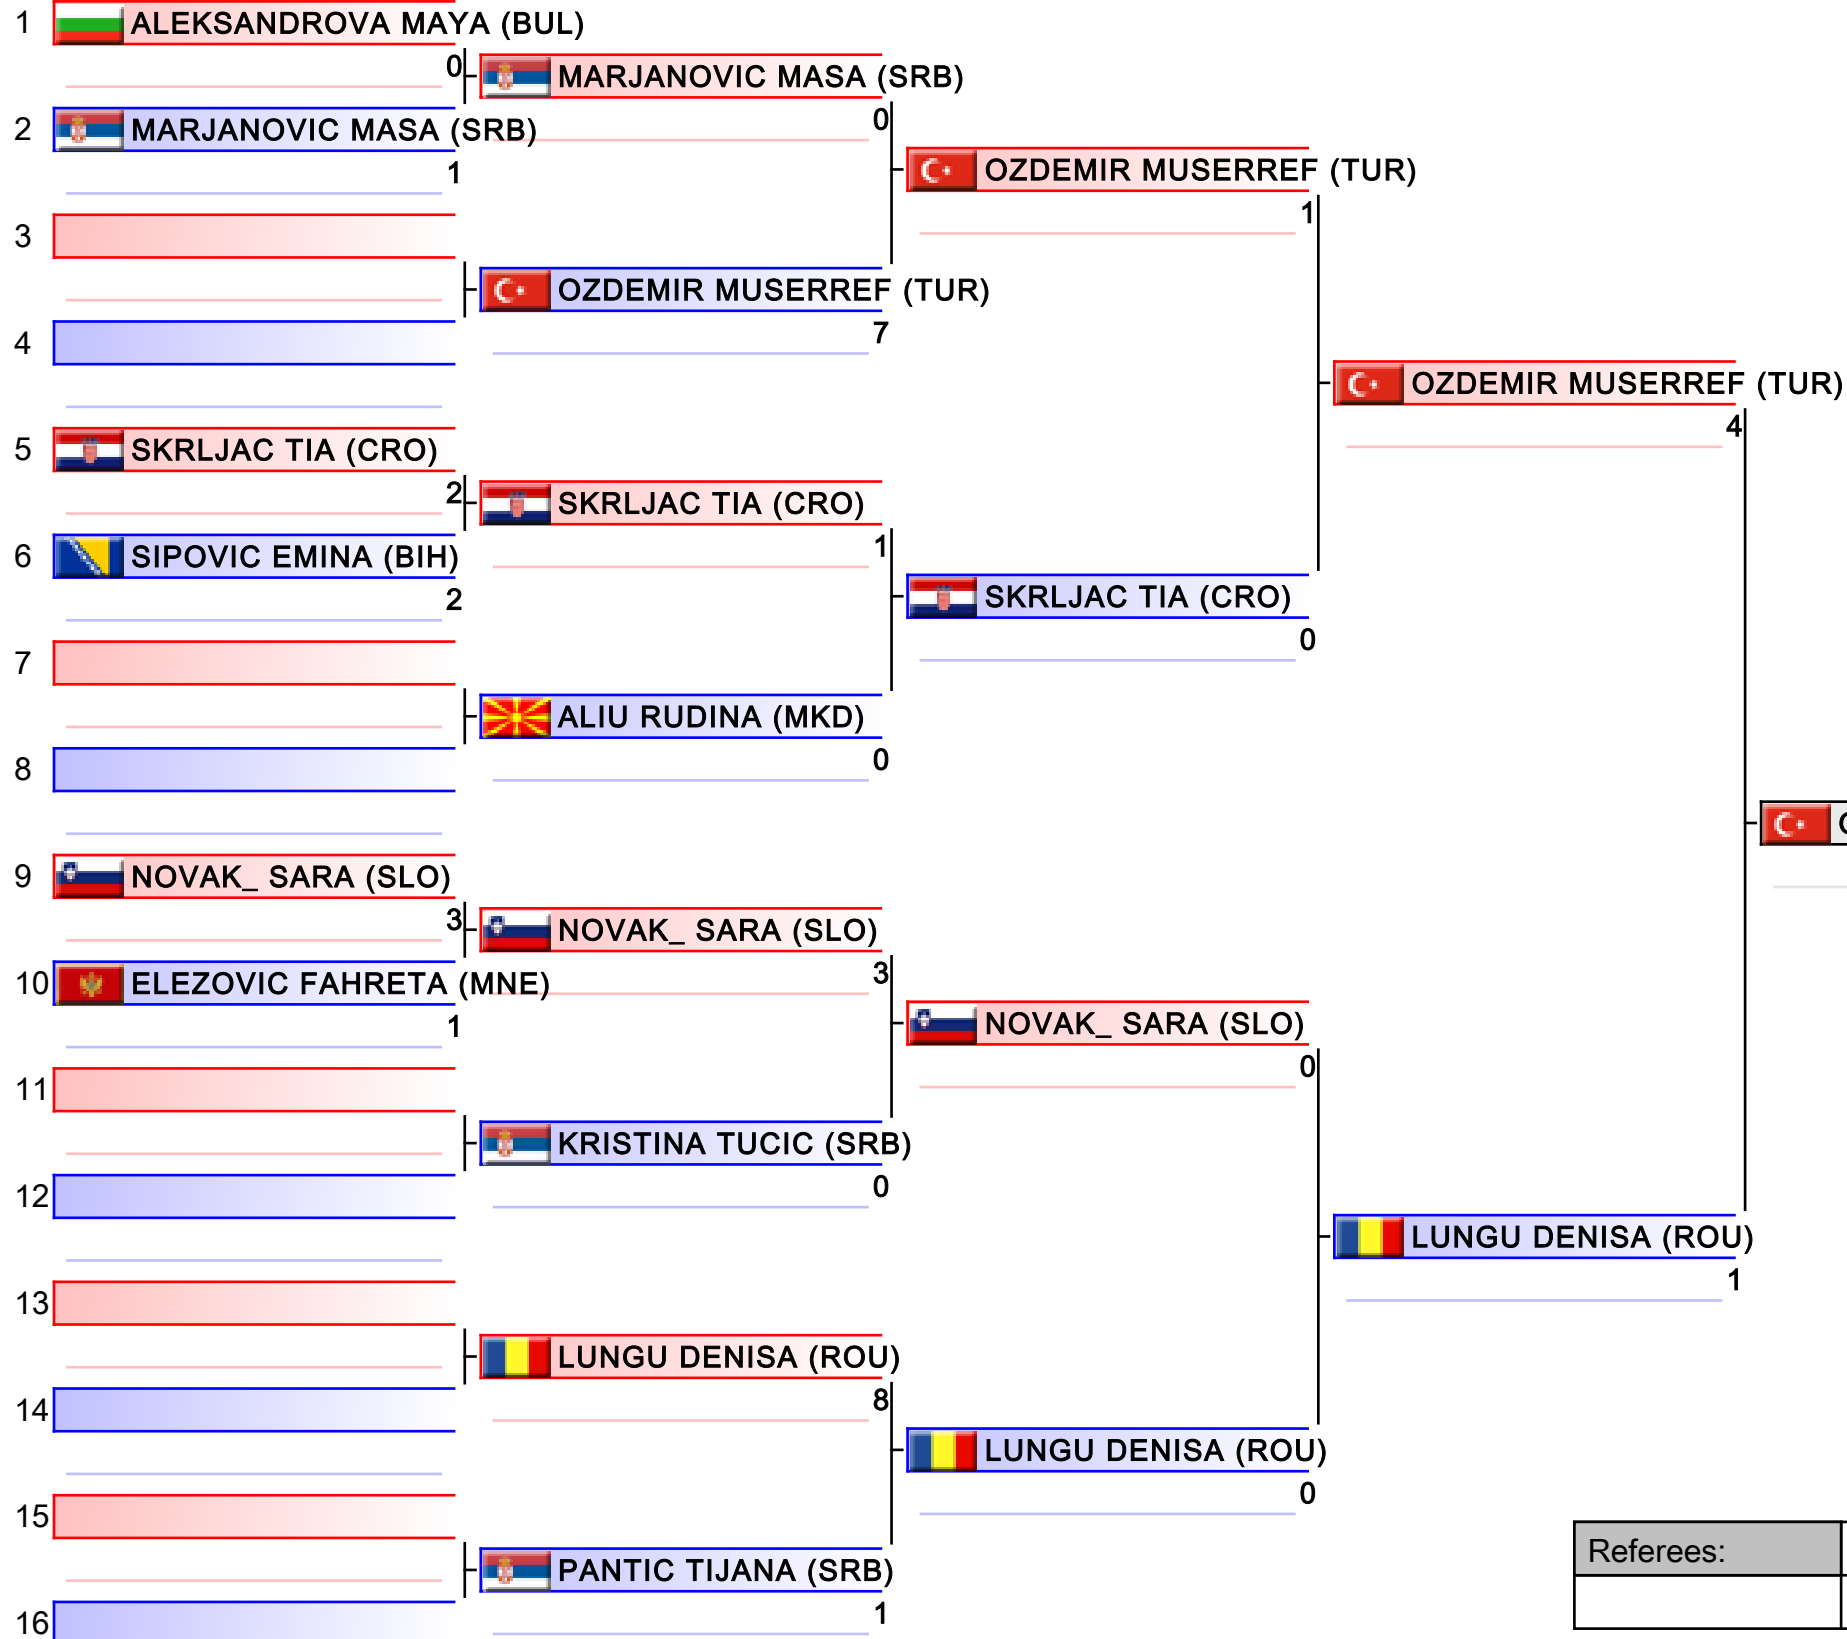 1 ALEKSANDROVA MAYA (BUL)
0
MARJANOVIC MASA (SRB)
0
2 MARJANOVIC MASA (SRB)
1
OZDEMIR MUSERREF (TUR)
1
3
OZDEMIR MUSERREF (TUR)
7
4
OZDEMIR MUSERREF (TUR)
4
5 SKRLJAC TIA (CRO)
2
SKRLJAC TIA (CRO)
1
6 SIPOVIC EMINA (BIH)
2
SKRLJAC TIA (CRO)
0
7
ALIU RUDINA (MKD)
0
8
9 NOVAK_ SARA (SLO)
3
NOVAK_ SARA (SLO)
3
10 ELEZOVIC FAHRETA (MNE)
1
NOVAK_ SARA (SLO)
0
11
KRISTINA TUCIC (SRB)
0
12
LUNGU DENISA (ROU)
1
13
LUNGU DENISA (ROU)
8
14
LUNGU DENISA (ROU)
0
15
Referees:
PANTIC TIJANA (SRB)
1
16